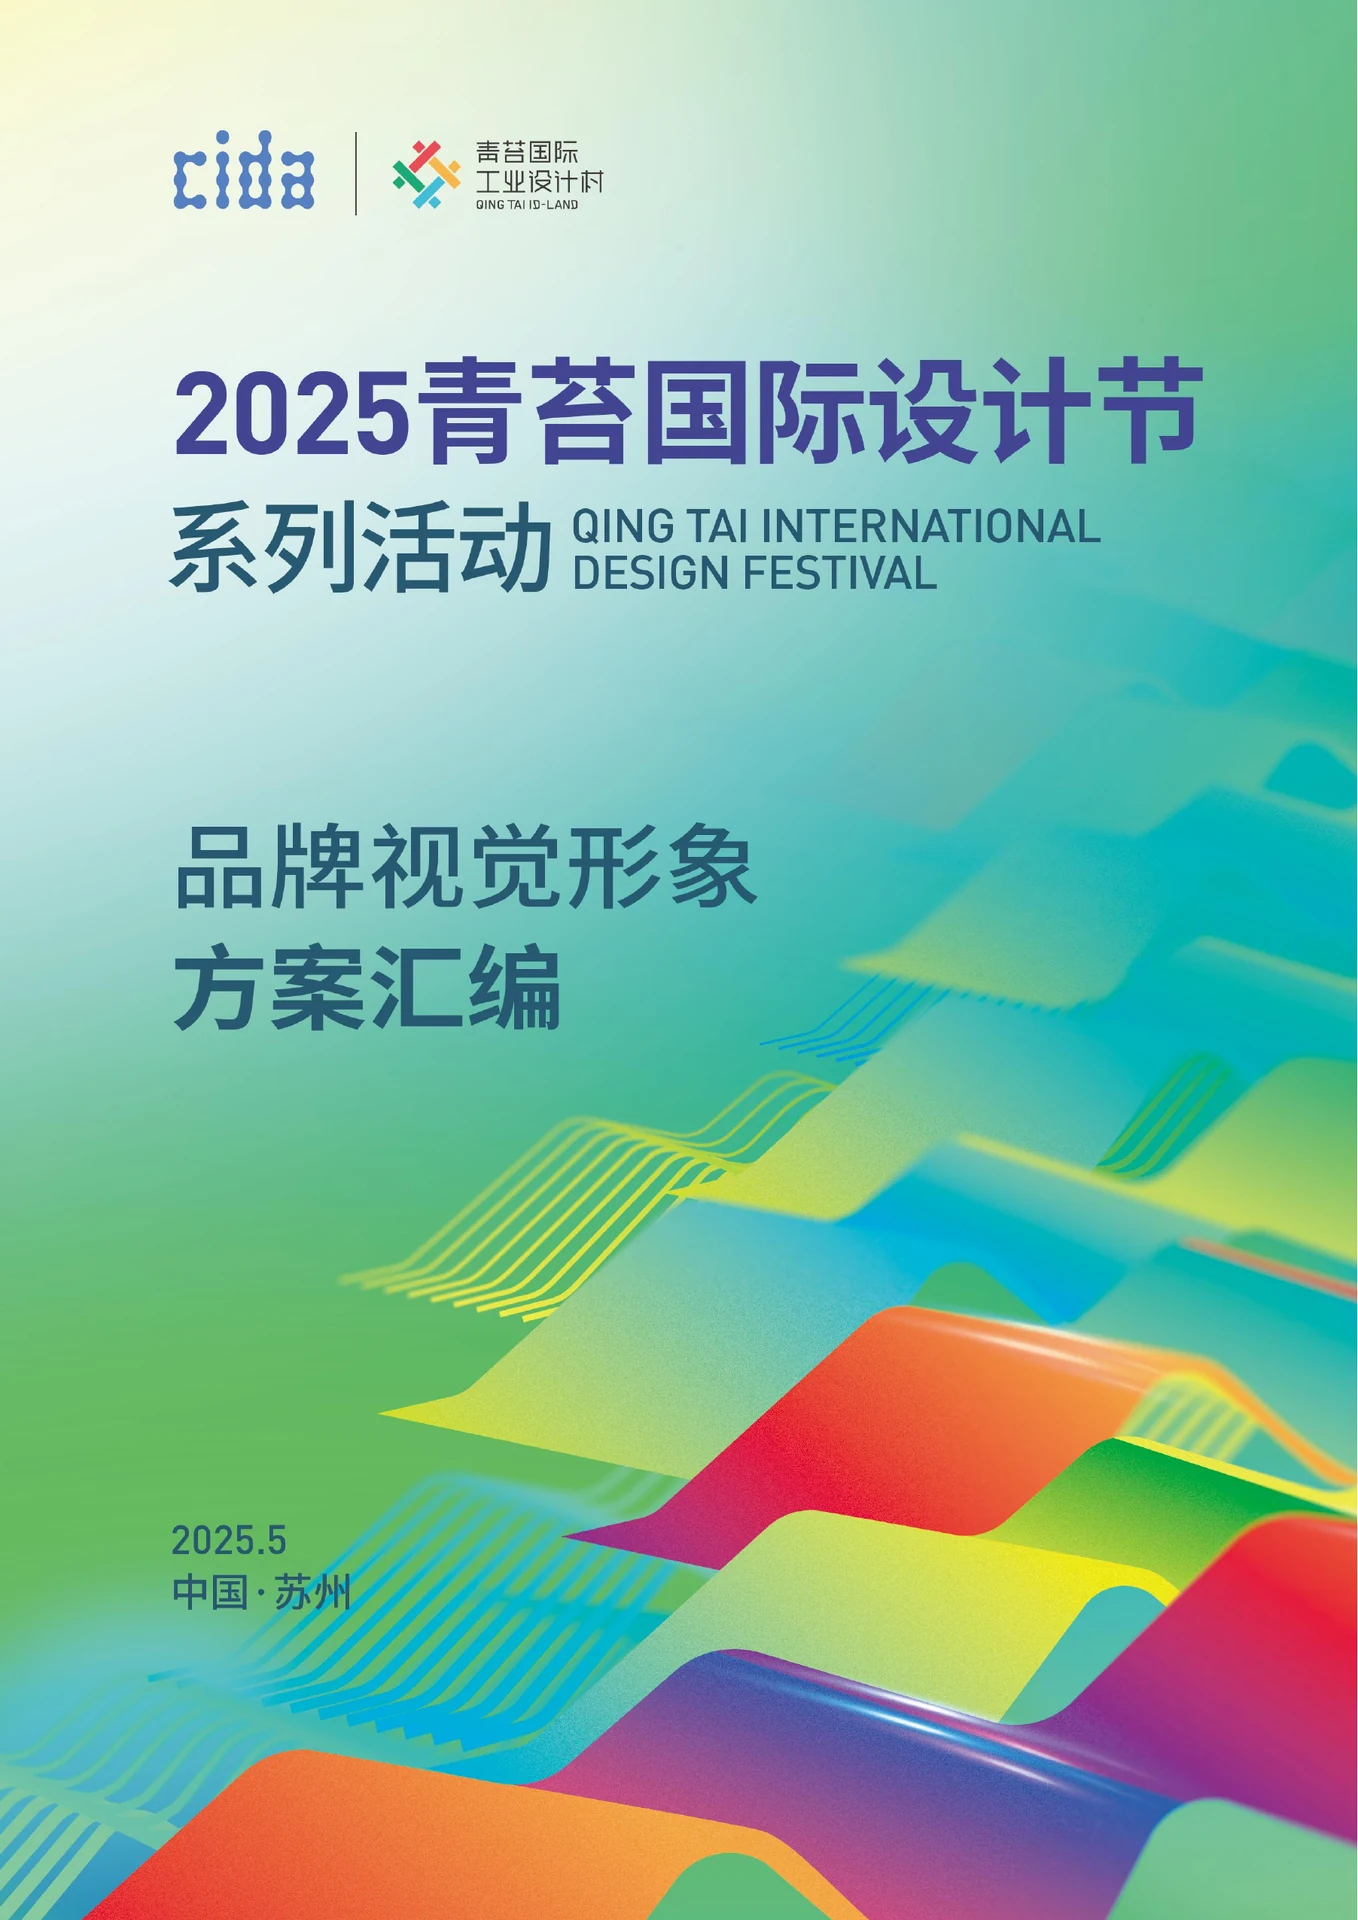 cida
青苔国际
工业设计村
QING TAI ID-LAND
2025青苔国际设计节
系列活动
QING TAI INTERNATIONAL
DESIGN FESTIVAL
品牌视觉形象
方案汇编
2025.5
中国·苏州